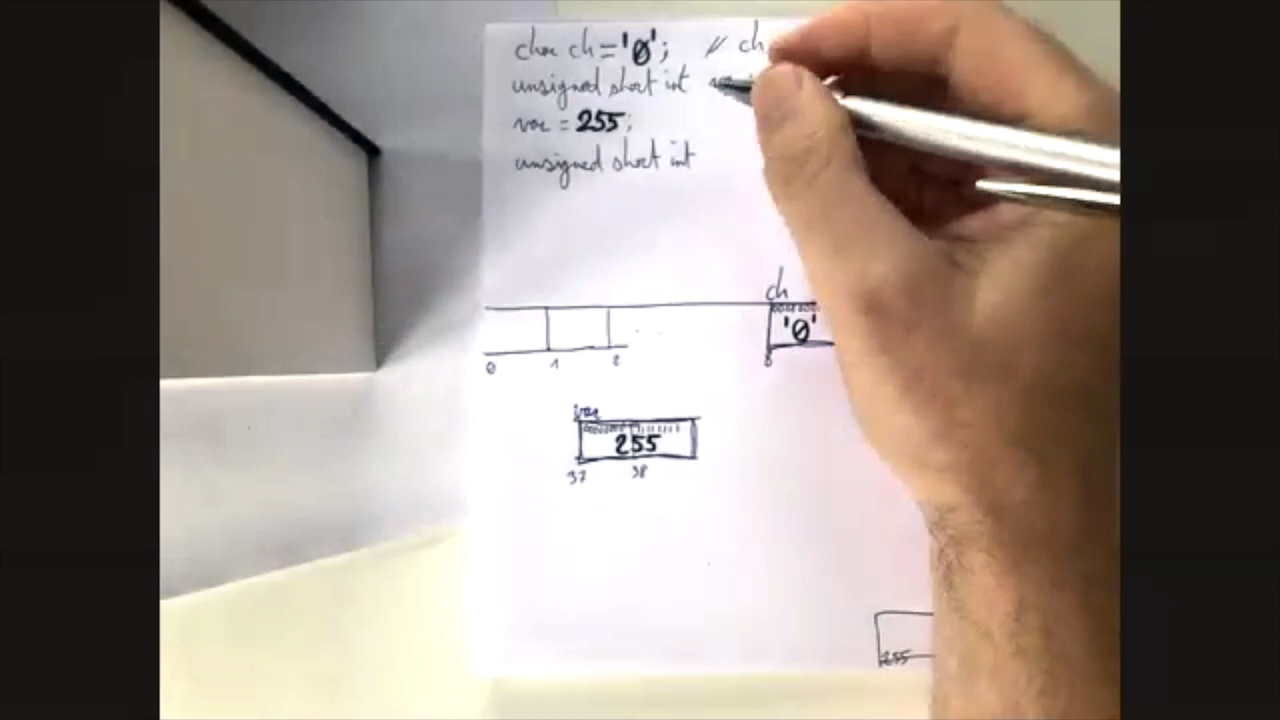 char ch = '0'; // ch
unsigned short int
var = 255;
unsigned short int
ch
'0'
0 1 2
var
255
37 38
255